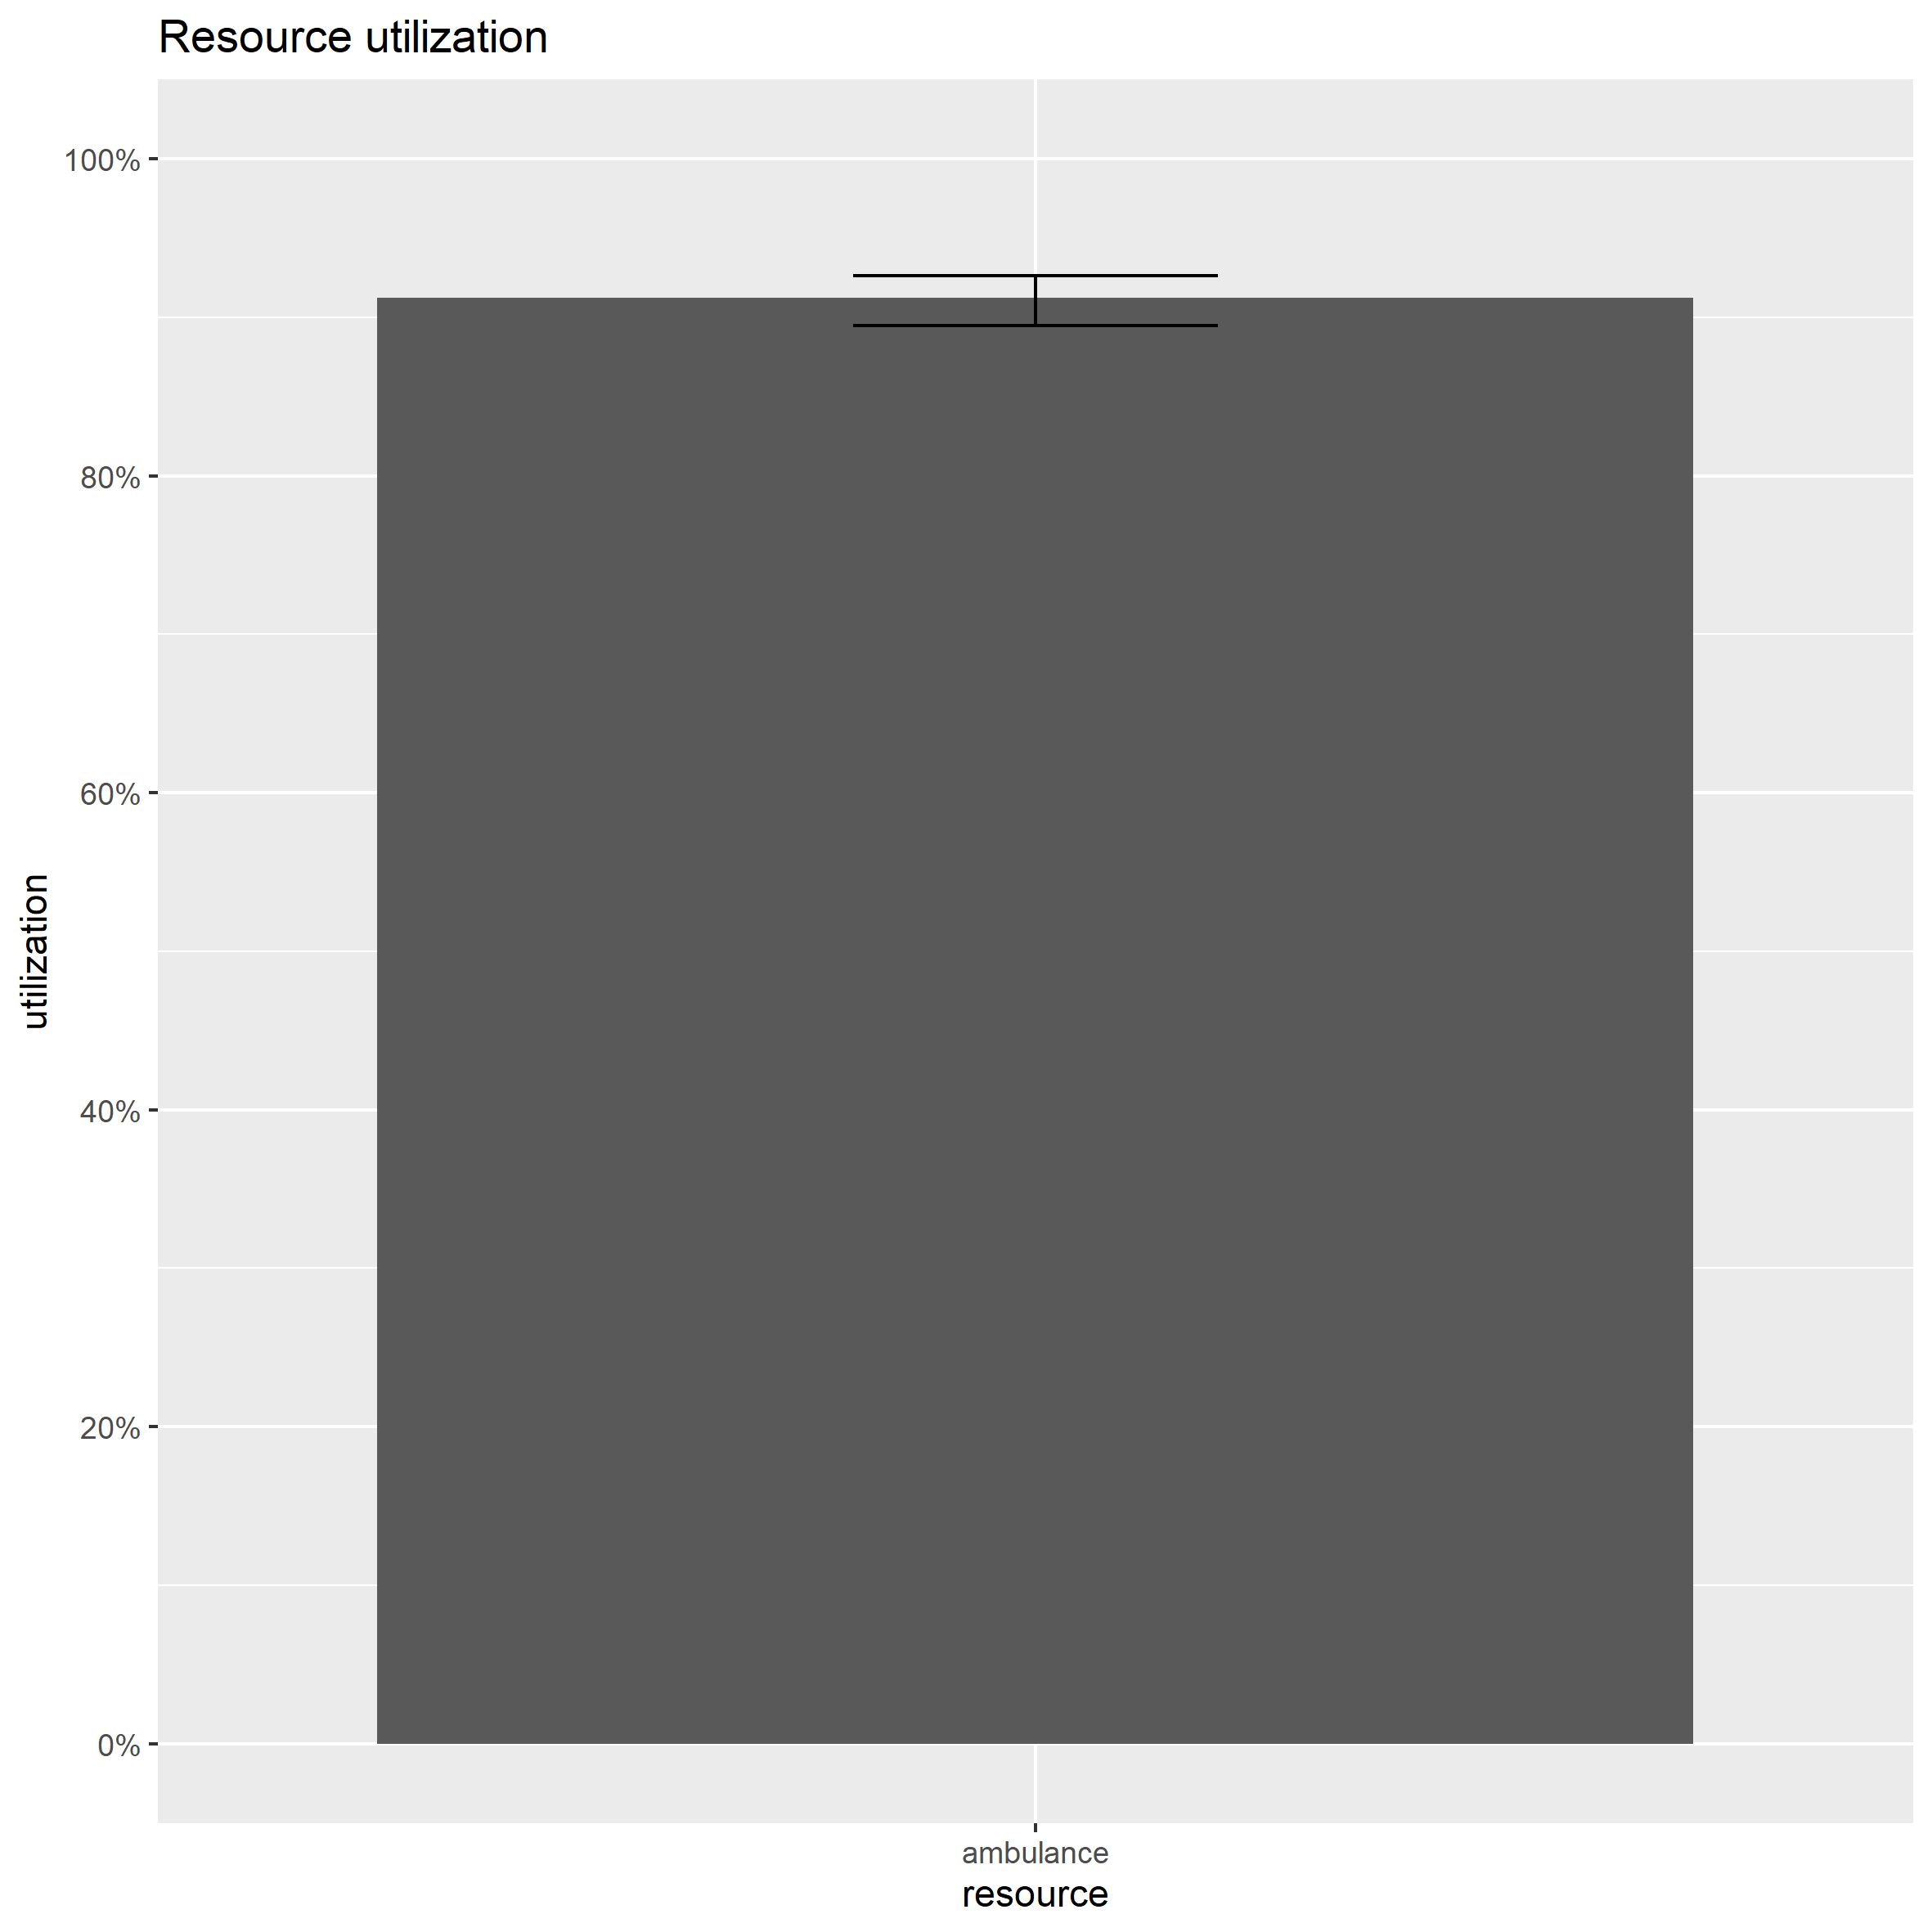 Resource utilization
100%
80%
60%
40%
20%
0%
utilization
ambulance
resource